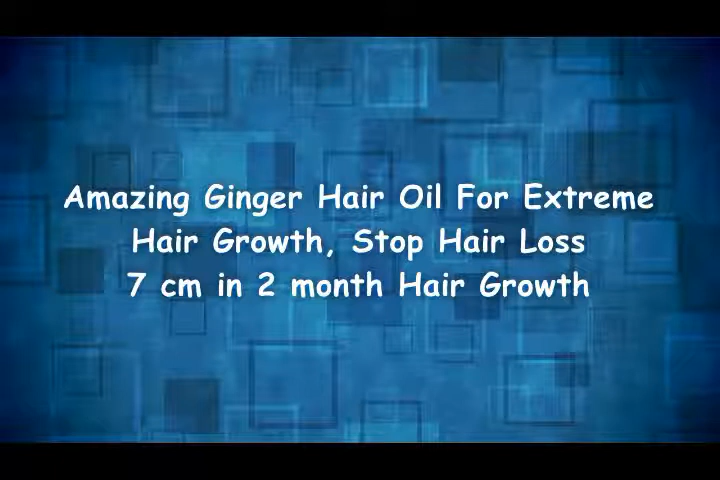 Amazing Ginger Hair Oil For Extreme
Hair Growth, Stop Hair Loss
7 cm in 2 month Hair Growth